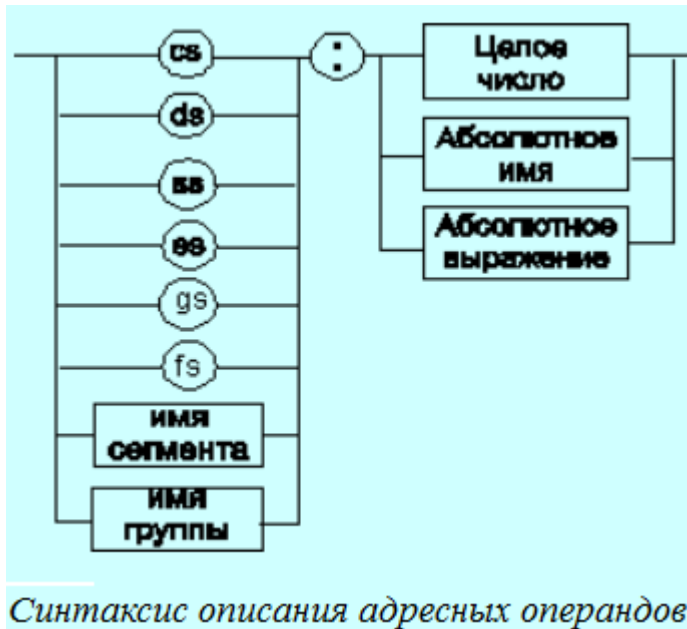 cs
:
Целое
число
ds
Абсолютное
имя
ss
Абсолютное
выражение
es
gs
fs
имя
сегмента
имя
группы
Синтаксис описания адресных операндов